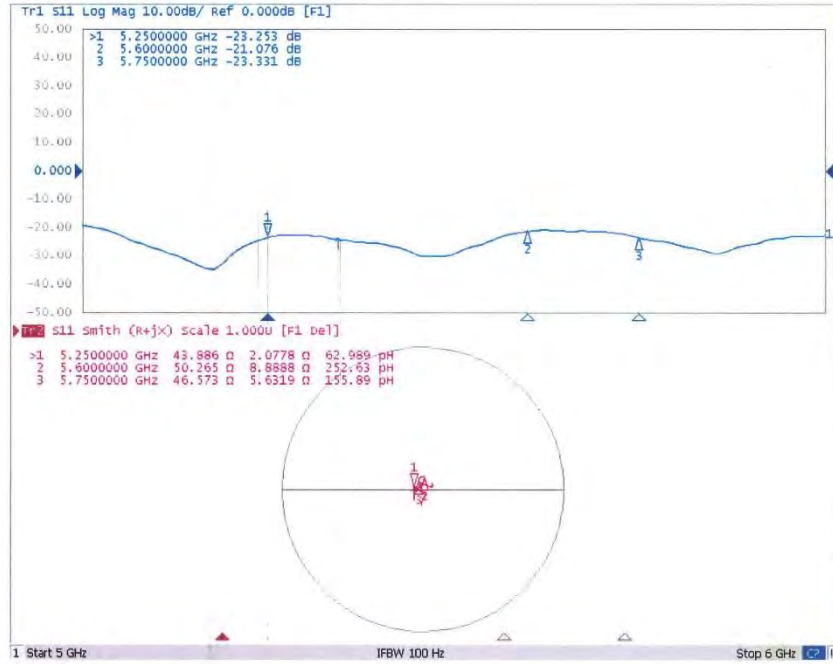 Tr1 S11 Log Mag 10.00dB/ Ref 0.000dB [F1]
50.00
>1 5.2500000 GHz -23.253 dB
2 5.6000000 GHz -21.076 dB
3 5.7500000 GHz -23.331 dB
40.00
30.00
20.00
10.00
0.000
-10.00
-20.00
-30.00
-40.00
-50.00
1
2
3
1
Tr2 S11 Smith (R+jX) Scale 1.000U [F1 Del]
>1 5.2500000 GHz 43.886 Ω 2.0778 Ω 62.989 pH
2 5.6000000 GHz 50.265 Ω 8.8888 Ω 252.63 pH
3 5.7500000 GHz 46.573 Ω 5.6319 Ω 155.89 pH
1
2
1 Start 5 GHz IFBW 100 Hz Stop 6 GHz C?